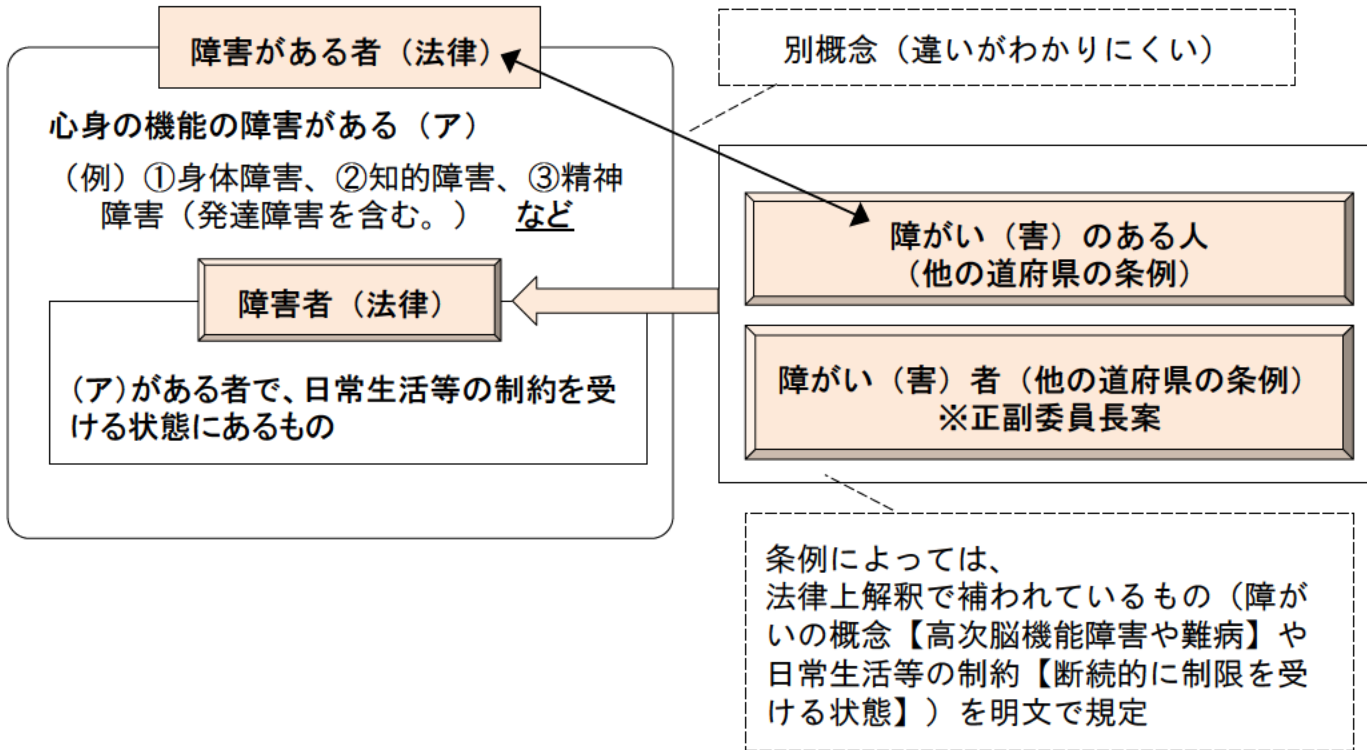 障害がある者（法律）
心身の機能の障害がある（ア）
（例）①身体障害、②知的障害、③精神
障害（発達障害を含む。） など
障害者（法律）
（ア）がある者で、日常生活等の制約を受
ける状態にあるもの
別概念（違いがわかりにくい）
障がい（害）のある人
（他の道府県の条例）
障がい（害）者（他の道府県の条例）
※正副委員長案
条例によっては、
法律上解釈で補われているもの（障が
いの概念【高次脳機能障害や難病】や
日常生活等の制約【断続的に制限を受
ける状態】）を明文で規定